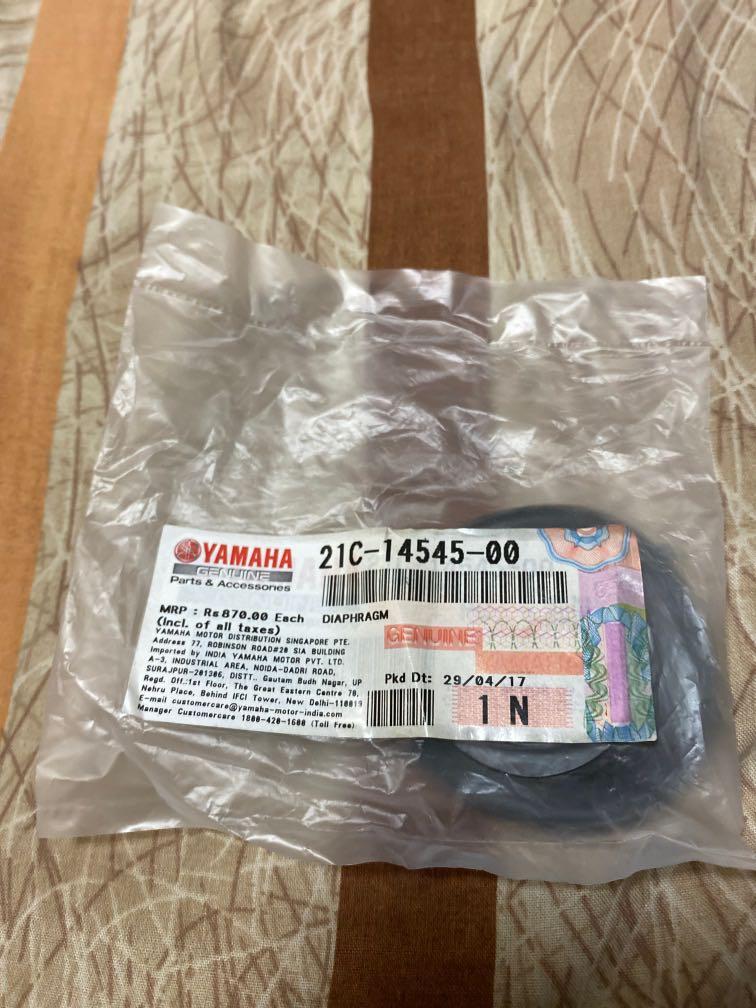 YAMAHA
GENUINE
Parts & Accessories
21C-14545-00
MRP : Rs870.00 Each
(Incl. of all taxes)
DIAPHRAGM
YAMAHA MOTOR DISTRIBUTION SINGAPORE PTE.
Address 77, ROBINSON ROAD#20 SIA BUILDING
Imported by INDIA YAMAHA MOTOR PVT. LTD.
A-3, INDUSTRIAL AREA, NOIDA-DADRI ROAD,
SURAJPUR-201306, DISTT.. Gautam Budh Nagar, UP
Regd. Off.:1st Floor, The Great Eastern Centre 70,
Nehru Place, Behind IFCI Tower, New Delhi-110019
E-mail customercare@yamaha-motor-india.com
Manager Customercare 1800-420-1600 (Toll Free)
GENUINE
Pkd Dt: 29/04/17
1 N